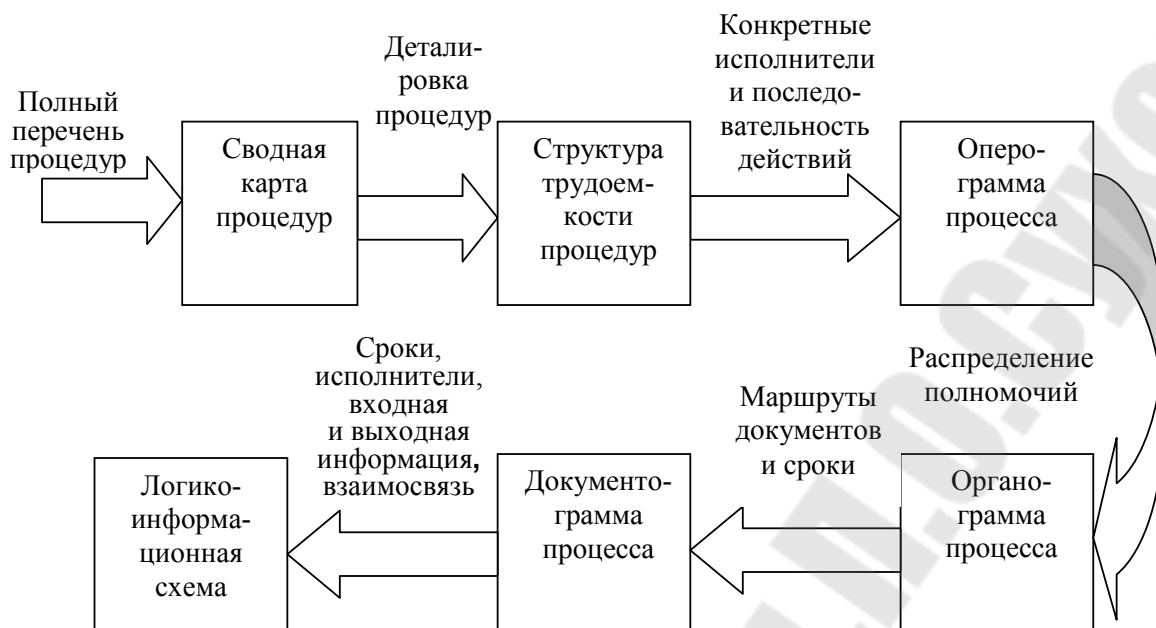 Полный
перечень
процедур
Сводная
карта
процедур
Детали-
ровка
процедур
Структура
трудоем-
кости
процедур
Конкретные
исполнители
и последо-
вательность
действий
Оперо-
грамма
процесса
Распределение
полномочий
Органо-
грамма
процесса
Маршруты
документов
и сроки
Документо-
грамма
процесса
Сроки,
исполнители,
входная
и выходная
информация,
взаимосвязь
Логико-
информа-
ционная
схема